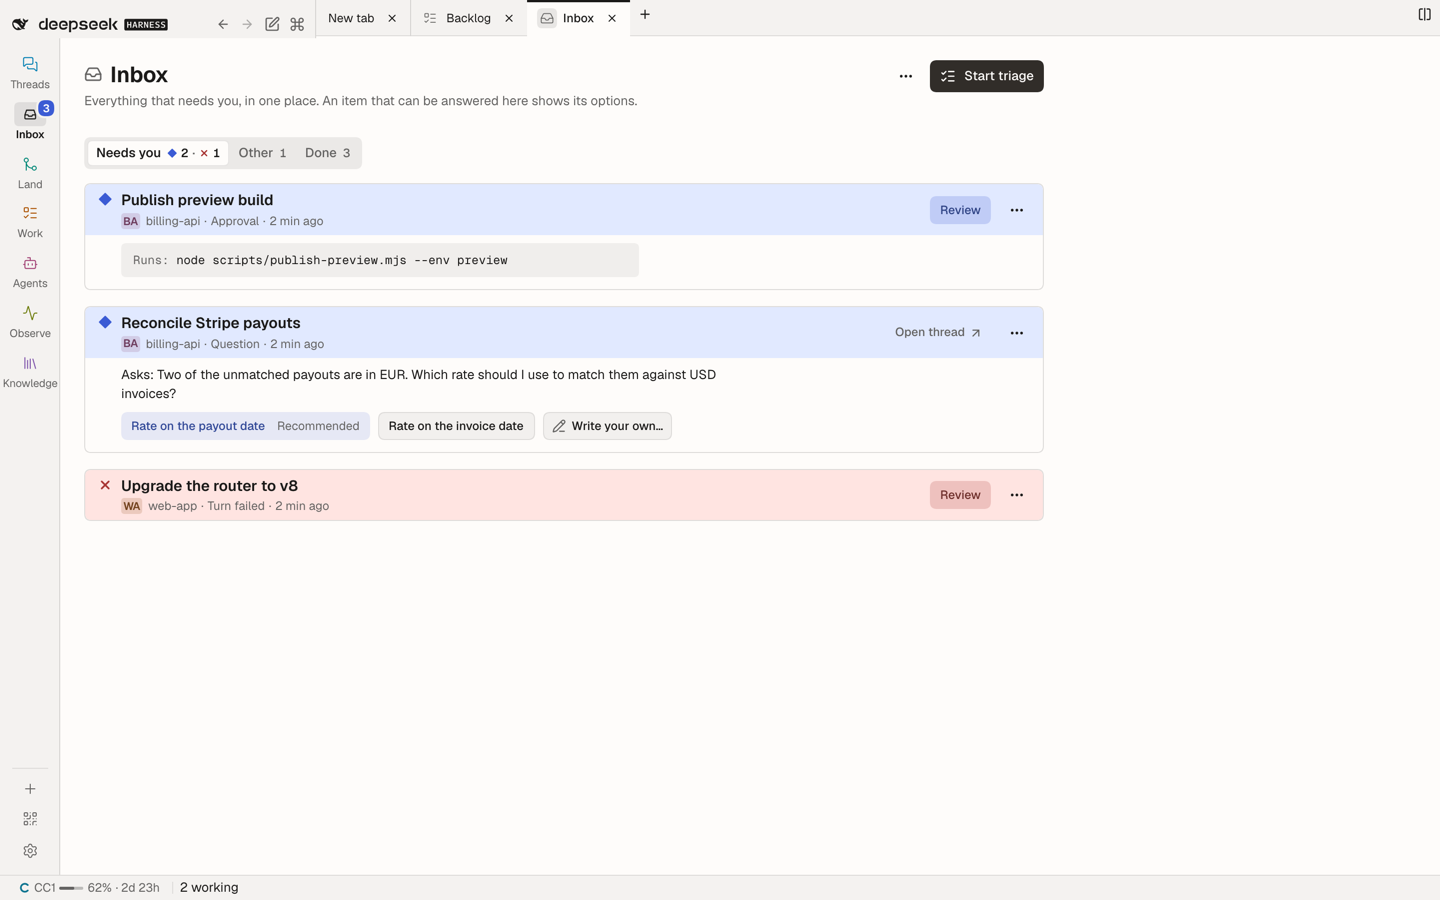 deepseek HARNESS
New tab
Backlog
Inbox
Threads
3
Inbox
Land
Work
Agents
Observe
Knowledge
Inbox
Start triage
Everything that needs you, in one place. An item that can be answered here shows its options.
Needs you 2 · 1
Other 1
Done 3
Publish preview build
BA billing-api · Approval · 2 min ago
Review
Runs: node scripts/publish-preview.mjs --env preview
Reconcile Stripe payouts
BA billing-api · Question · 2 min ago
Open thread
Asks: Two of the unmatched payouts are in EUR. Which rate should I use to match them against USD
invoices?
Rate on the payout date Recommended
Rate on the invoice date
Write your own...
Upgrade the router to v8
WA web-app · Turn failed · 2 min ago
Review
CC1 62% · 2d 23h
2 working